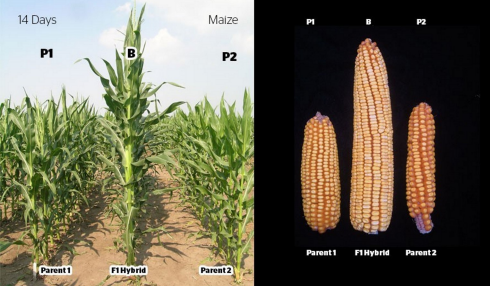 14 Days
Maize
P1
B
P2
Parent 1
F1 Hybrid
Parent 2
P1
B
P2
Parent 1
F1 Hybrid
Parent 2